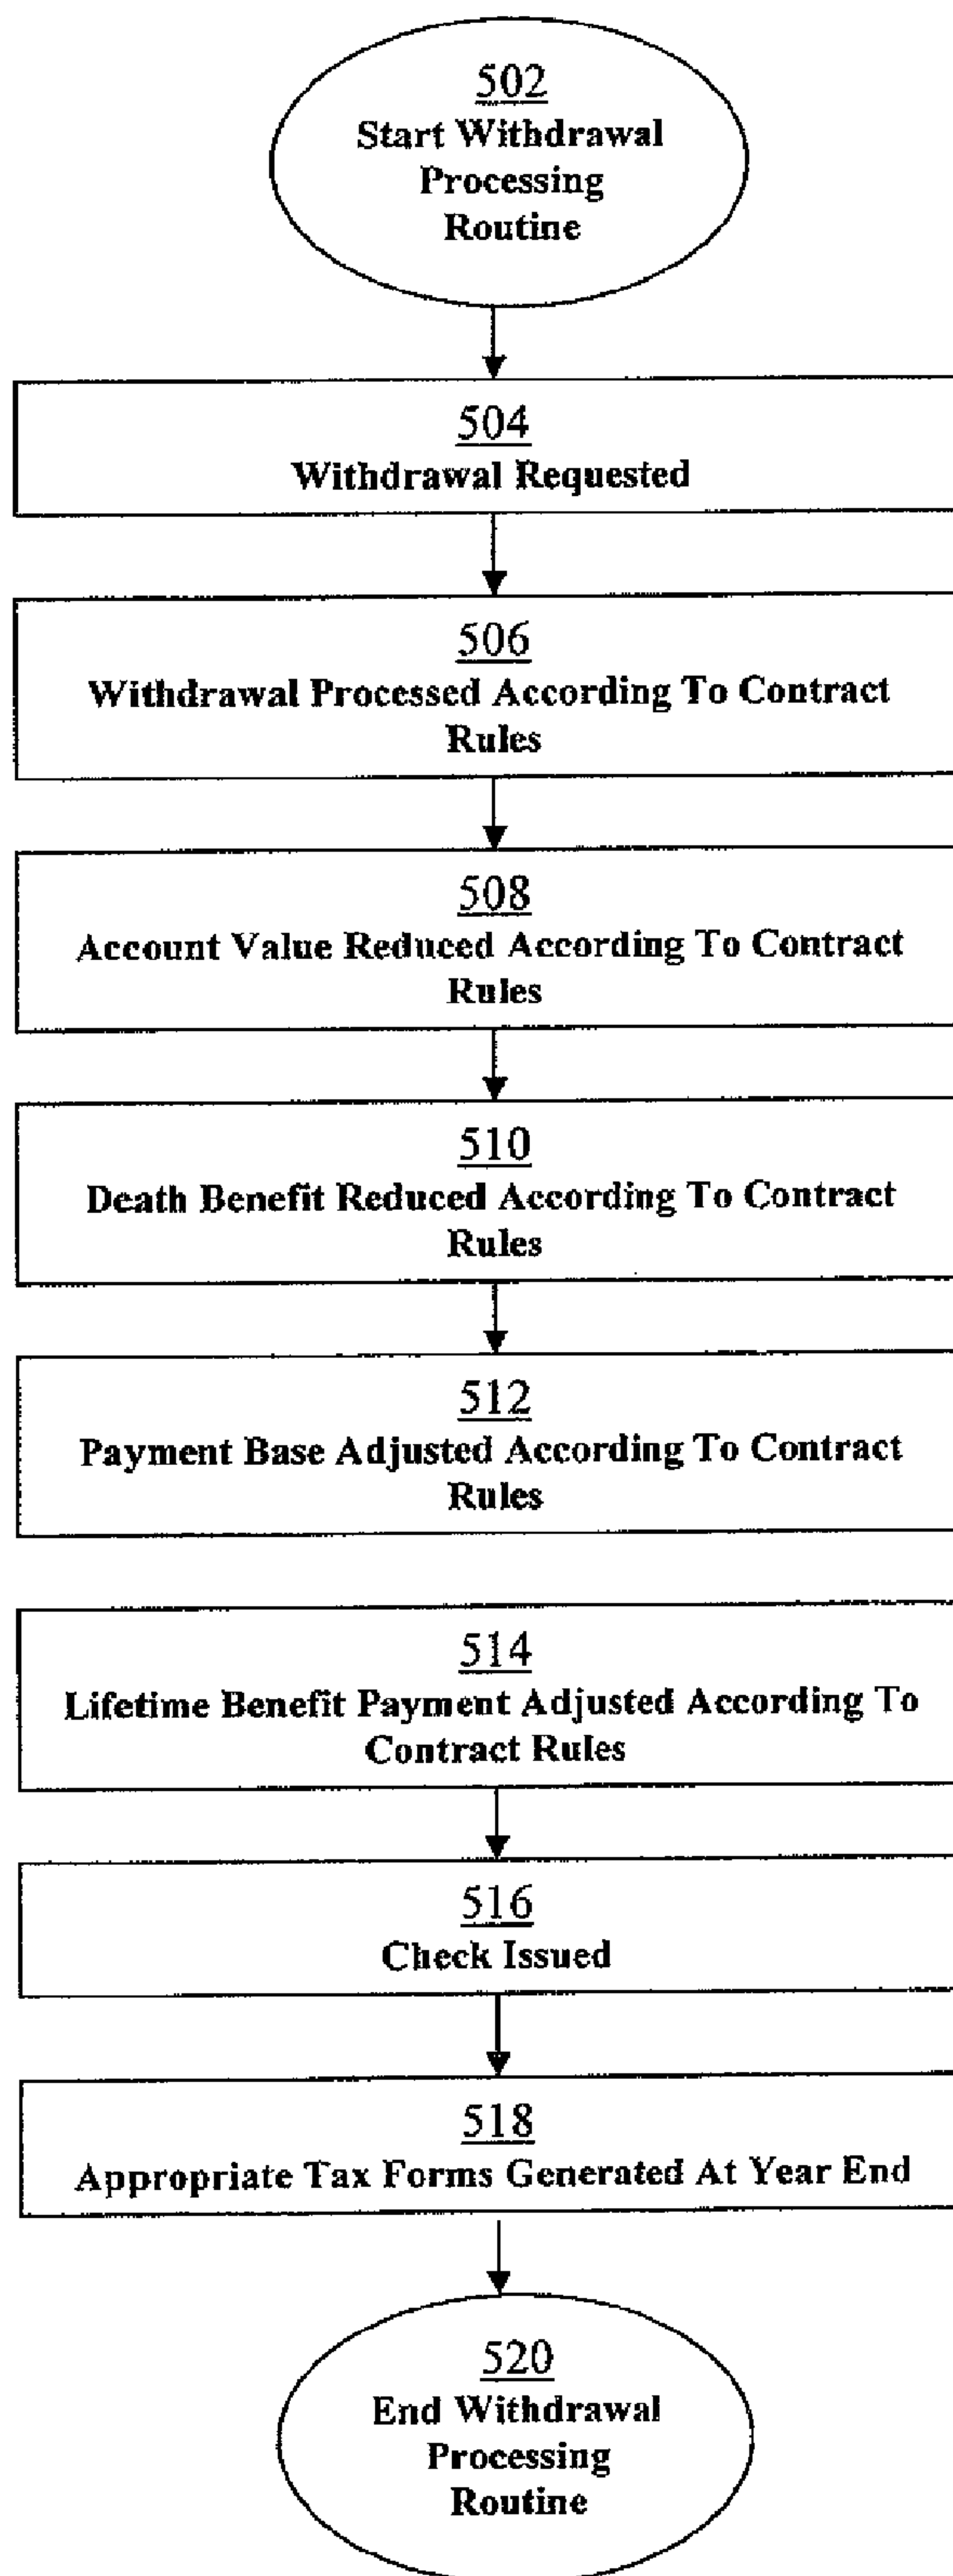 502
Start Withdrawal
Processing
Routine
504
Withdrawal Requested
506
Withdrawal Processed According To Contract
Rules
508
Account Value Reduced According To Contract
Rules
510
Death Benefit Reduced According To Contract
Rules
512
Payment Base Adjusted According To Contract
Rules
514
Lifetime Benefit Payment Adjusted According To
Contract Rules
516
Check Issued
518
Appropriate Tax Forms Generated At Year End
520
End Withdrawal
Processing
Routine